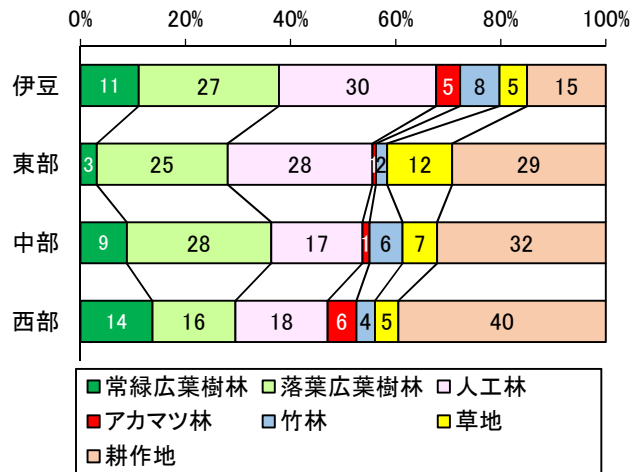 0% 20% 40% 60% 80% 100%
伊豆 11 27 30 5 8 5 15
東部 3 25 28 1 2 12 29
中部 9 28 17 1 6 7 32
西部 14 16 18 6 4 5 40
常緑広葉樹林 落葉広葉樹林 人工林
アカマツ林 竹林 草地
耕作地